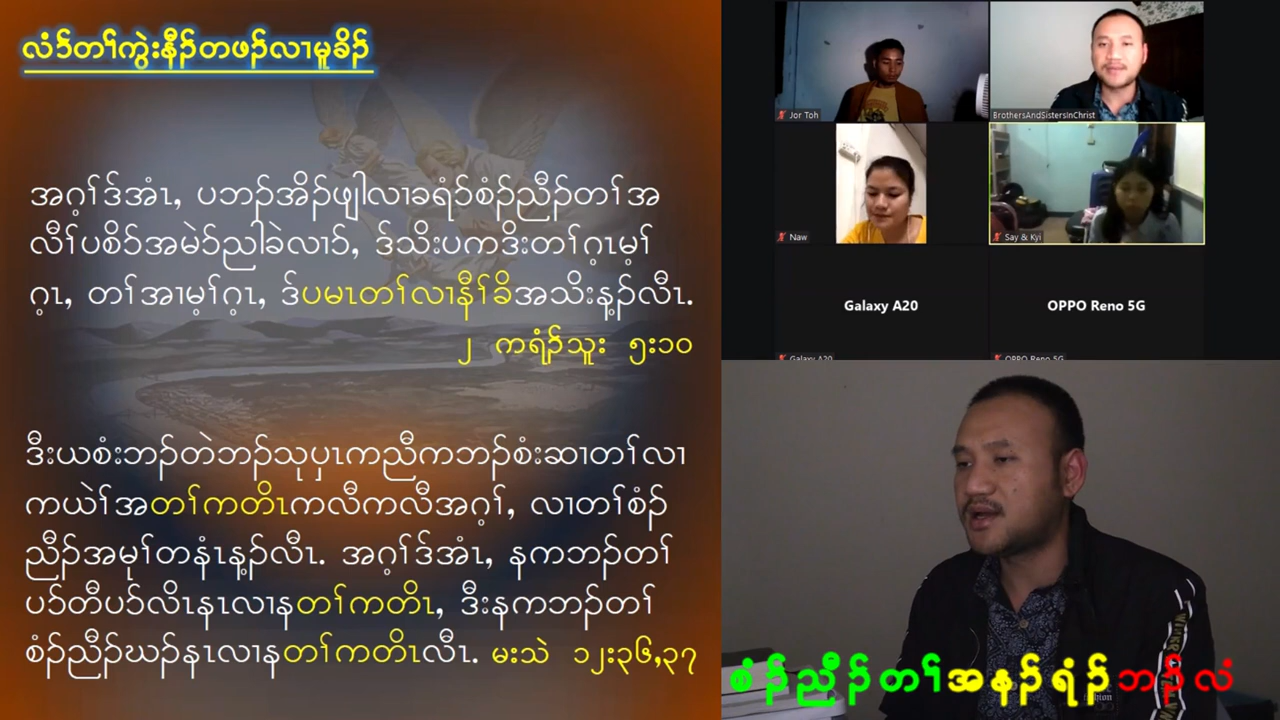 လံာ်တၢ်ကွဲးနီၣ်တဖၣ်လၢမူခိၣ်
အဂ့ၢ်ဒ်အံၤ, ပဘၣ်အိၣ်ဖျါလၢခရံာ်စံၣ်ညီၣ်တၢ်အ
လီၢ်ပစိာ်အမဲာ်ညါခဲလၢာ်, ဒ်သိးပကဒိးတၢ်ဂ့ၤမ့ၢ်
ဂ့ၤ, တၢ်အၢမ့ၢ်ဂ့ၤ, ဒ်ပမၤတၢ်လၢနီၢ်ခိအသိးန့ၣ်လီၤ.
၂ ကရံၣ်သူး ၅း၁၀
ဒီးယစံးဘၣ်တဲဘၣ်သုပှၤကညီကဘၣ်စံးဆၢတၢ်လၢ
ကယဲၢ်အတၢ်ကတိၤကလီကလီအဂ့ၢ်, လၢတၢ်စံၣ်
ညီၣ်အမုၢ်တနံၤန့ၣ်လီၤ. အဂ့ၢ်ဒ်အံၤ, နကဘၣ်တၢ်
ပာ်တီပာ်လိၤနၤလၢနတၢ်ကတိၤ, ဒီးနကဘၣ်တၢ်
စံၣ်ညီၣ်ဃၣ်နၤလၢနတၢ်ကတိၤလီၤ. မးသဲ ၁၂း၃၆,၃၇
Jor Toh
BrothersAndSistersInChrist
Naw
Say & Kyi
Galaxy A20
OPPO Reno 5G
Galaxy A20
OPPO Reno 5G
စံၣ်ညီၣ်တၢ်အနၣ်ရံၣ်ဘၣ်လံ